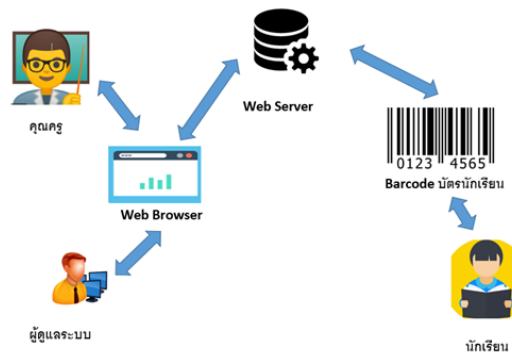 Web Server
คุณครู
0123 4565
Barcode บัตรนักเรียน
Web Browser
ผู้ดูแลระบบ
นักเรียน